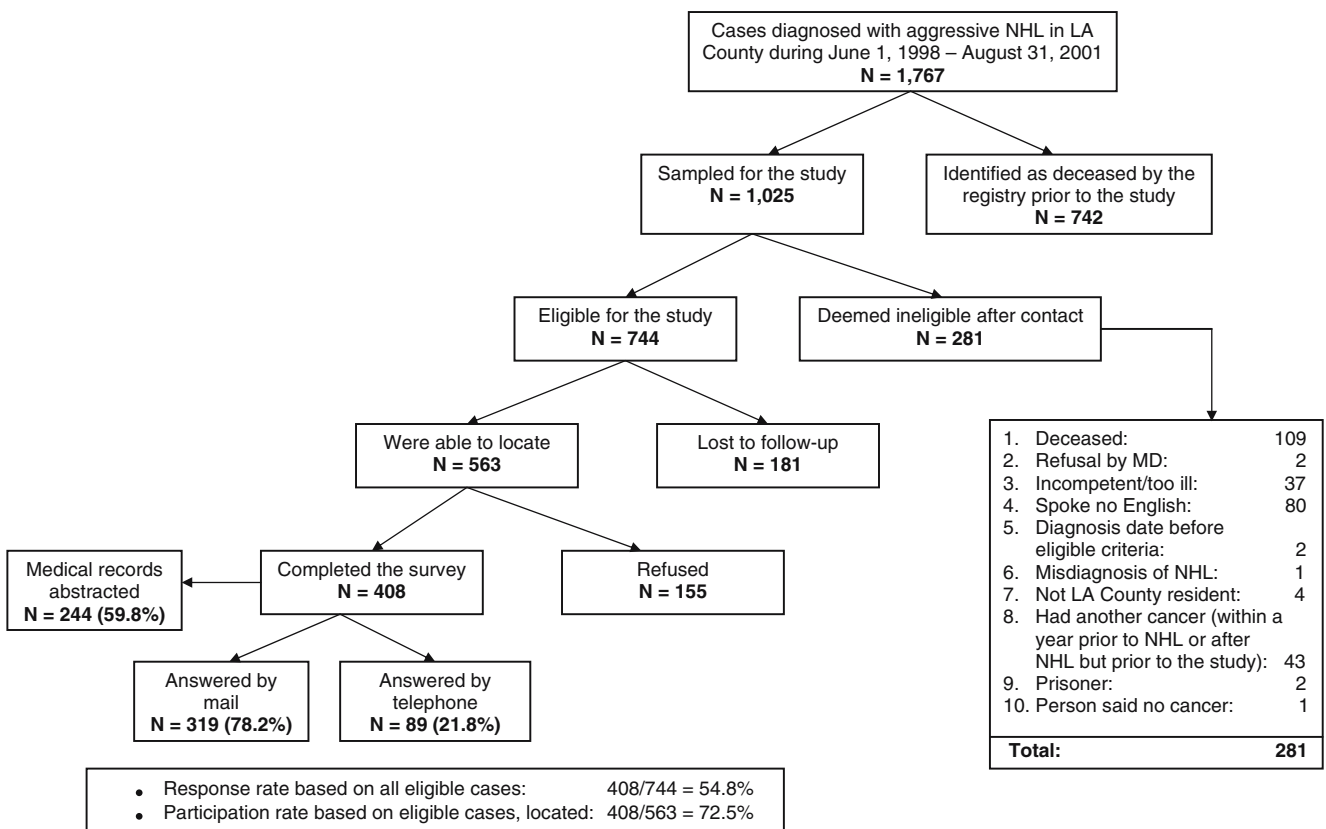 Cases diagnosed with aggressive NHL in LA
County during June 1, 1998 – August 31, 2001
N = 1,767
Sampled for the study
N = 1,025
Identified as deceased by the
registry prior to the study
N = 742
Eligible for the study
N = 744
Deemed ineligible after contact
N = 281
Were able to locate
N = 563
Lost to follow-up
N = 181
1. Deceased: 109
2. Refusal by MD: 2
3. Incompetent/too ill: 37
4. Spoke no English: 80
5. Diagnosis date before
eligible criteria: 2
6. Misdiagnosis of NHL: 1
7. Not LA County resident: 4
8. Had another cancer (within a
year prior to NHL or after
NHL but prior to the study): 43
9. Prisoner: 2
10. Person said no cancer: 1
Total: 281
Medical records
abstracted
N = 244 (59.8%)
Completed the survey
N = 408
Refused
N = 155
Answered by
mail
N = 319 (78.2%)
Answered by
telephone
N = 89 (21.8%)
• Response rate based on all eligible cases: 408/744 = 54.8%
• Participation rate based on eligible cases, located: 408/563 = 72.5%